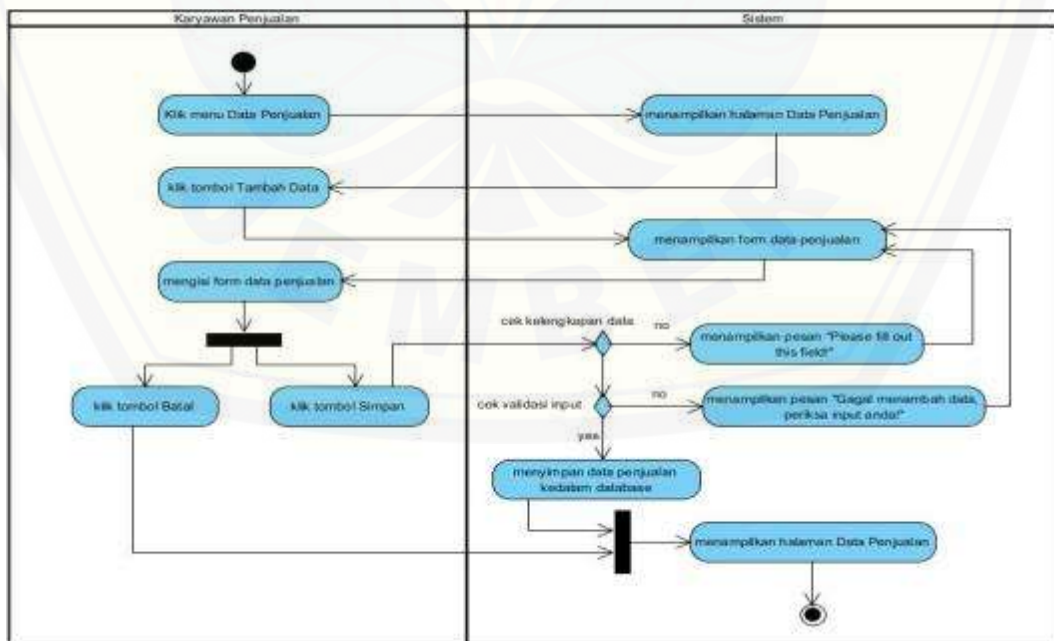 Karyawan Penjualan
Sistem
Klik menu Data Penjualan
menampilkan halaman Data Penjualan
klik tombol Tambah Data
menampilkan form data penjualan
mengisi form data penjualan
cek kelengkapan data
no
menampilkan pesan "Please fill out
this field!"
klik tombol Batal
klik tombol Simpan
cek validasi input
no
menampilkan pesan "Gagal menambah data,
periksa input anda!"
yes
menyimpan data penjualan
kedalam database
menampilkan halaman Data Penjualan
JEMBER